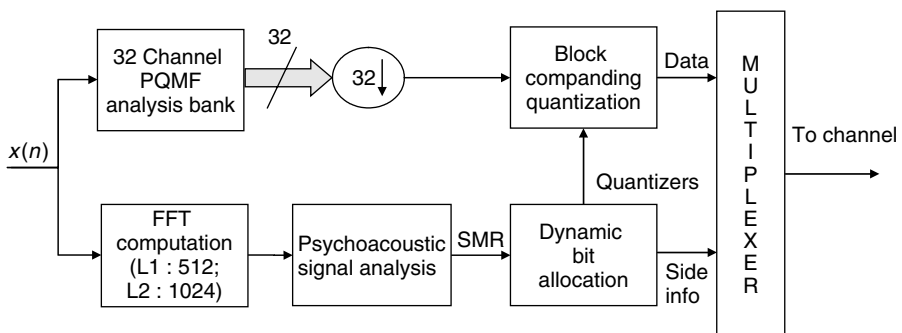 32 Channel
PQMF
analysis bank
32
32↓
Block
companding
quantization
Data
M
U
L
T
I
P
L
E
X
E
R
To channel
x(n)
Quantizers
FFT
computation
(L1 : 512;
L2 : 1024)
Psychoacoustic
signal analysis
SMR
Dynamic
bit
allocation
Side
info